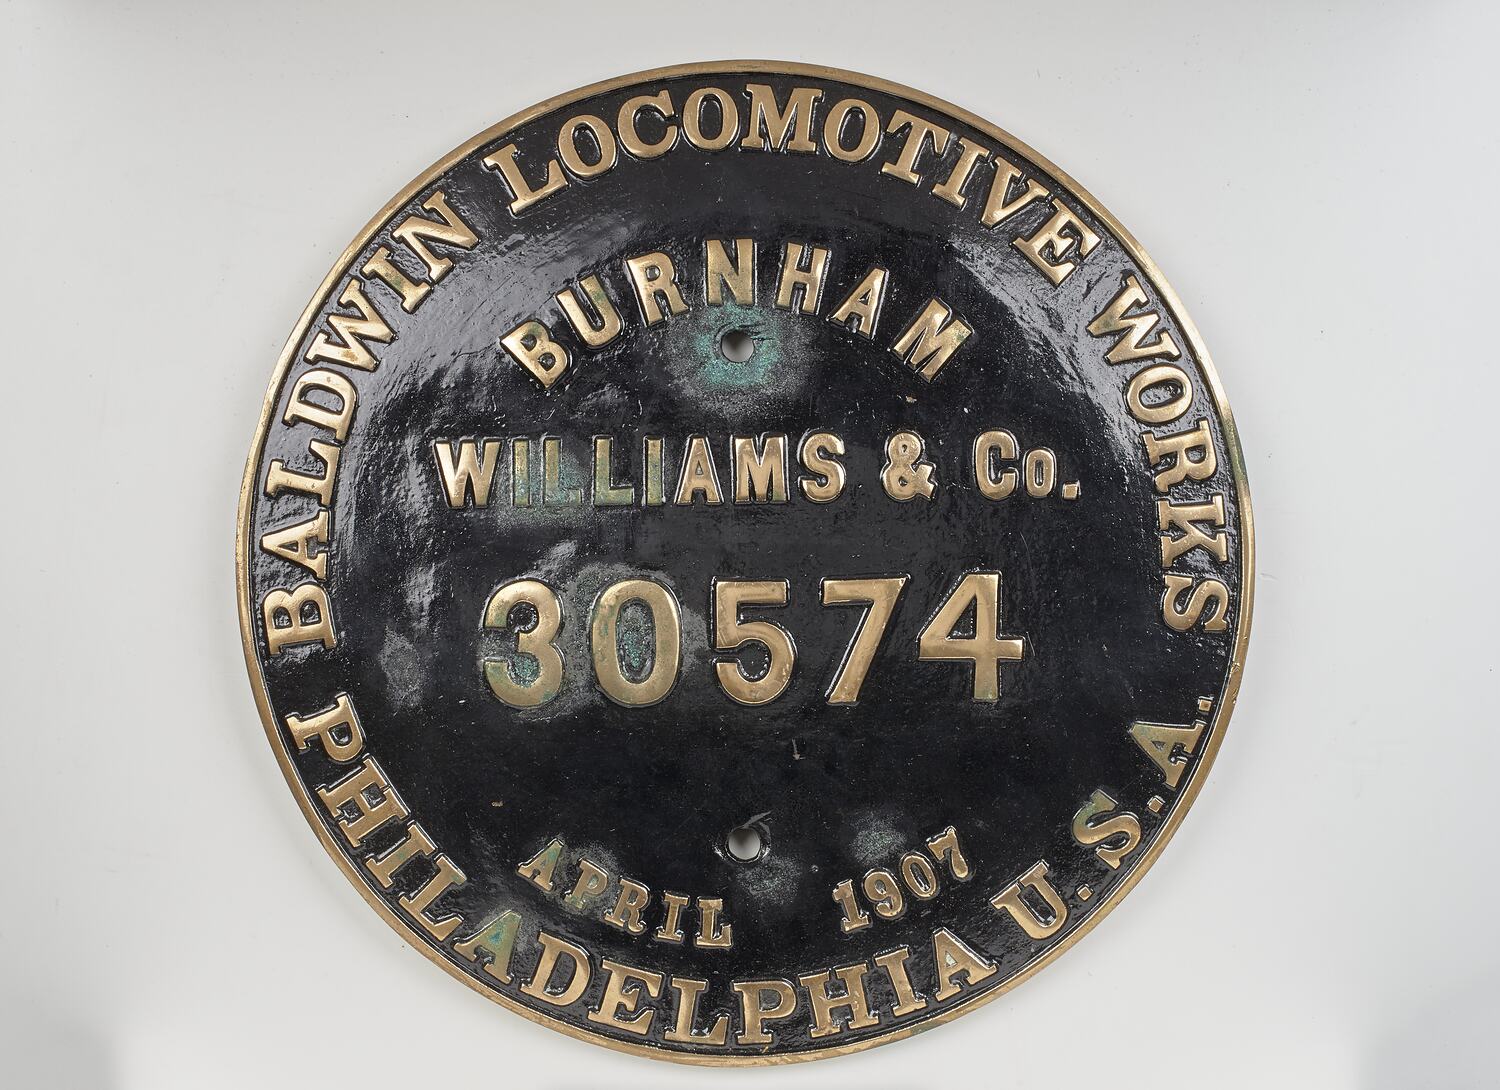 BALDWIN LOCOMOTIVE WORKS
BURNHAM
WILLIAMS & Co.
30574
APRIL 1907
PHILADELPHIA U.S.A.